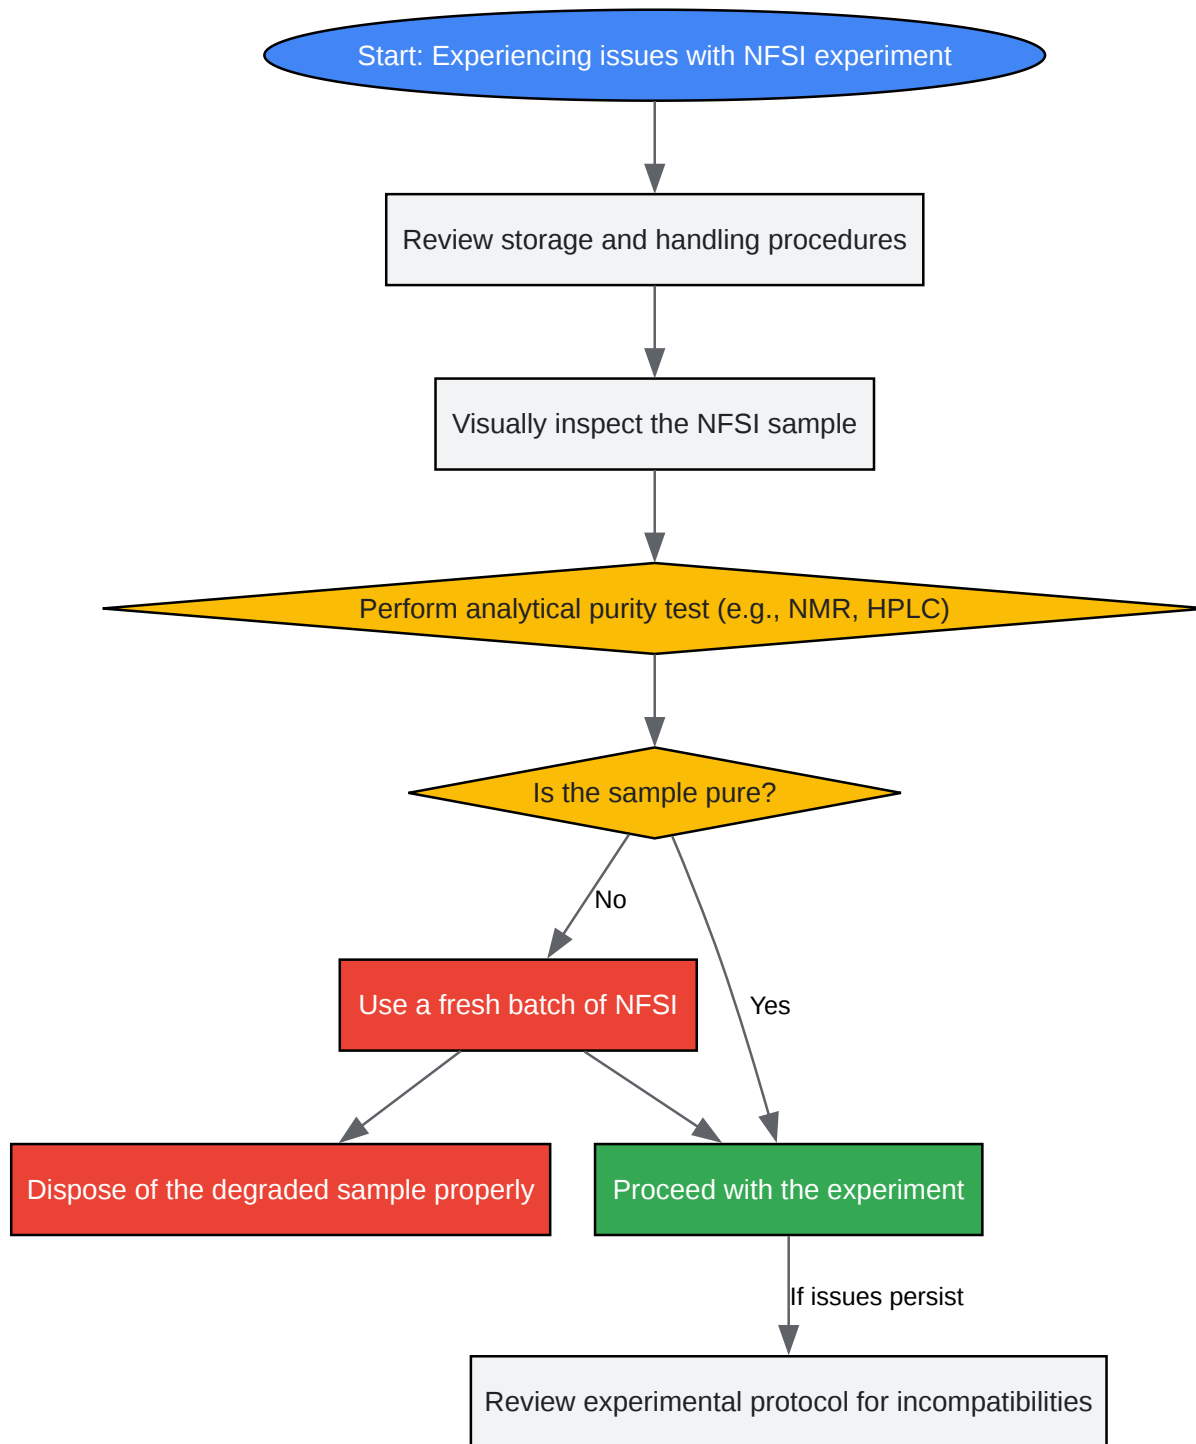 Start: Experiencing issues with NFSI experiment
Review storage and handling procedures
Visually inspect the NFSI sample
Perform analytical purity test (e.g., NMR, HPLC)
Is the sample pure?
No
Use a fresh batch of NFSI
Yes
Dispose of the degraded sample properly
Proceed with the experiment
If issues persist
Review experimental protocol for incompatibilities